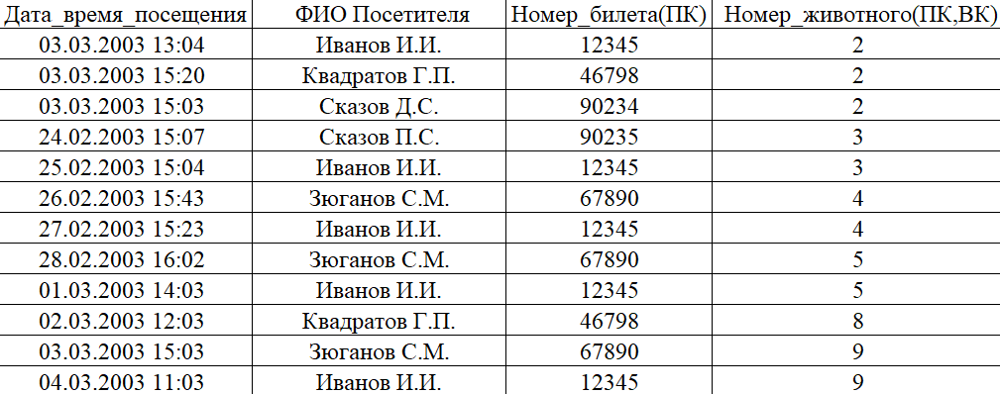 Дата_время_посещения ФИО Посетителя Номер_билета(ПК) Номер_животного(ПК,ВК)
03.03.2003 13:04 Иванов И.И. 12345 2
03.03.2003 15:20 Квадратов Г.П. 46798 2
03.03.2003 15:03 Сказов Д.С. 90234 2
24.02.2003 15:07 Сказов П.С. 90235 3
25.02.2003 15:04 Иванов И.И. 12345 3
26.02.2003 15:43 Зюганов С.М. 67890 4
27.02.2003 15:23 Иванов И.И. 12345 4
28.02.2003 16:02 Зюганов С.М. 67890 5
01.03.2003 14:03 Иванов И.И. 12345 5
02.03.2003 12:03 Квадратов Г.П. 46798 8
03.03.2003 15:03 Зюганов С.М. 67890 9
04.03.2003 11:03 Иванов И.И. 12345 9